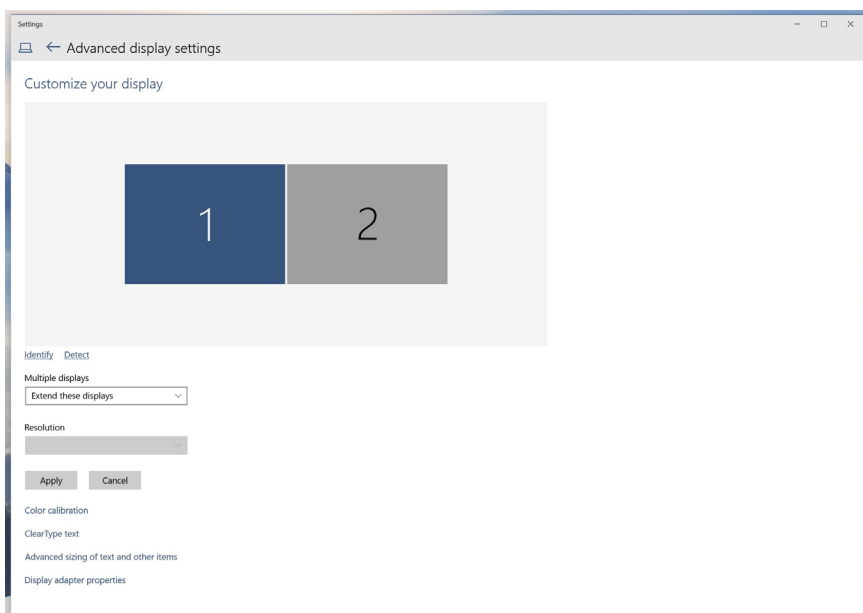 Settings
Advanced display settings
Customize your display
1 2
Identify Detect
Multiple displays
Extend these displays
Resolution
Apply Cancel
Color calibration
ClearType text
Advanced sizing of text and other items
Display adapter properties